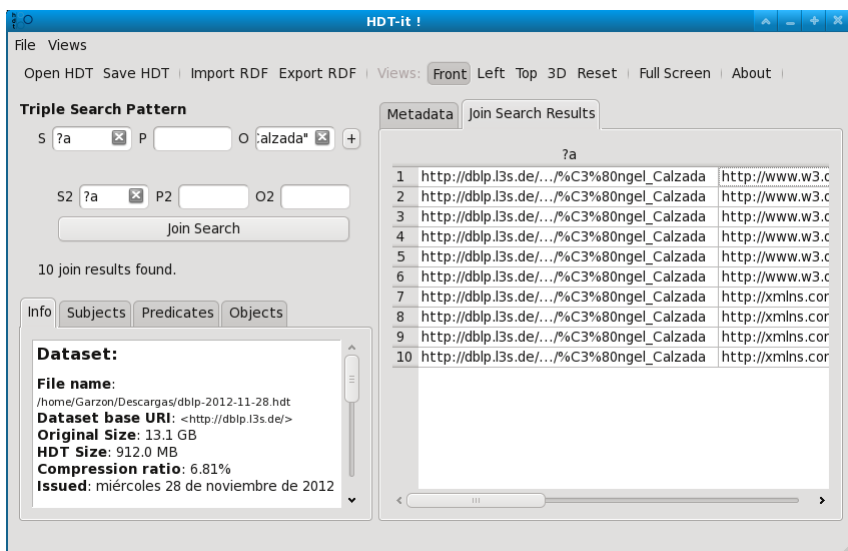 HDT-it !
File Views
Open HDT Save HDT Import RDF Export RDF Views: Front Left Top 3D Reset Full Screen About
Triple Search Pattern
S ?a P O :alzada" +
S2 ?a P2 O2
Join Search
10 join results found.
Info Subjects Predicates Objects
Dataset:
File name:
/home/Garzon/Descargas/dblp-2012-11-28.hdt
Dataset base URI: <http://dblp.l3s.de/>
Original Size: 13.1 GB
HDT Size: 912.0 MB
Compression ratio: 6.81%
Issued: miércoles 28 de noviembre de 2012
Metadata Join Search Results
?a
1 http://dblp.l3s.de/.../%C3%80ngel_Calzada http://www.w3.c
2 http://dblp.l3s.de/.../%C3%80ngel_Calzada http://www.w3.c
3 http://dblp.l3s.de/.../%C3%80ngel_Calzada http://www.w3.c
4 http://dblp.l3s.de/.../%C3%80ngel_Calzada http://www.w3.c
5 http://dblp.l3s.de/.../%C3%80ngel_Calzada http://www.w3.c
6 http://dblp.l3s.de/.../%C3%80ngel_Calzada http://www.w3.c
7 http://dblp.l3s.de/.../%C3%80ngel_Calzada http://xmlns.cor
8 http://dblp.l3s.de/.../%C3%80ngel_Calzada http://xmlns.cor
9 http://dblp.l3s.de/.../%C3%80ngel_Calzada http://xmlns.cor
10 http://dblp.l3s.de/.../%C3%80ngel_Calzada http://xmlns.cor